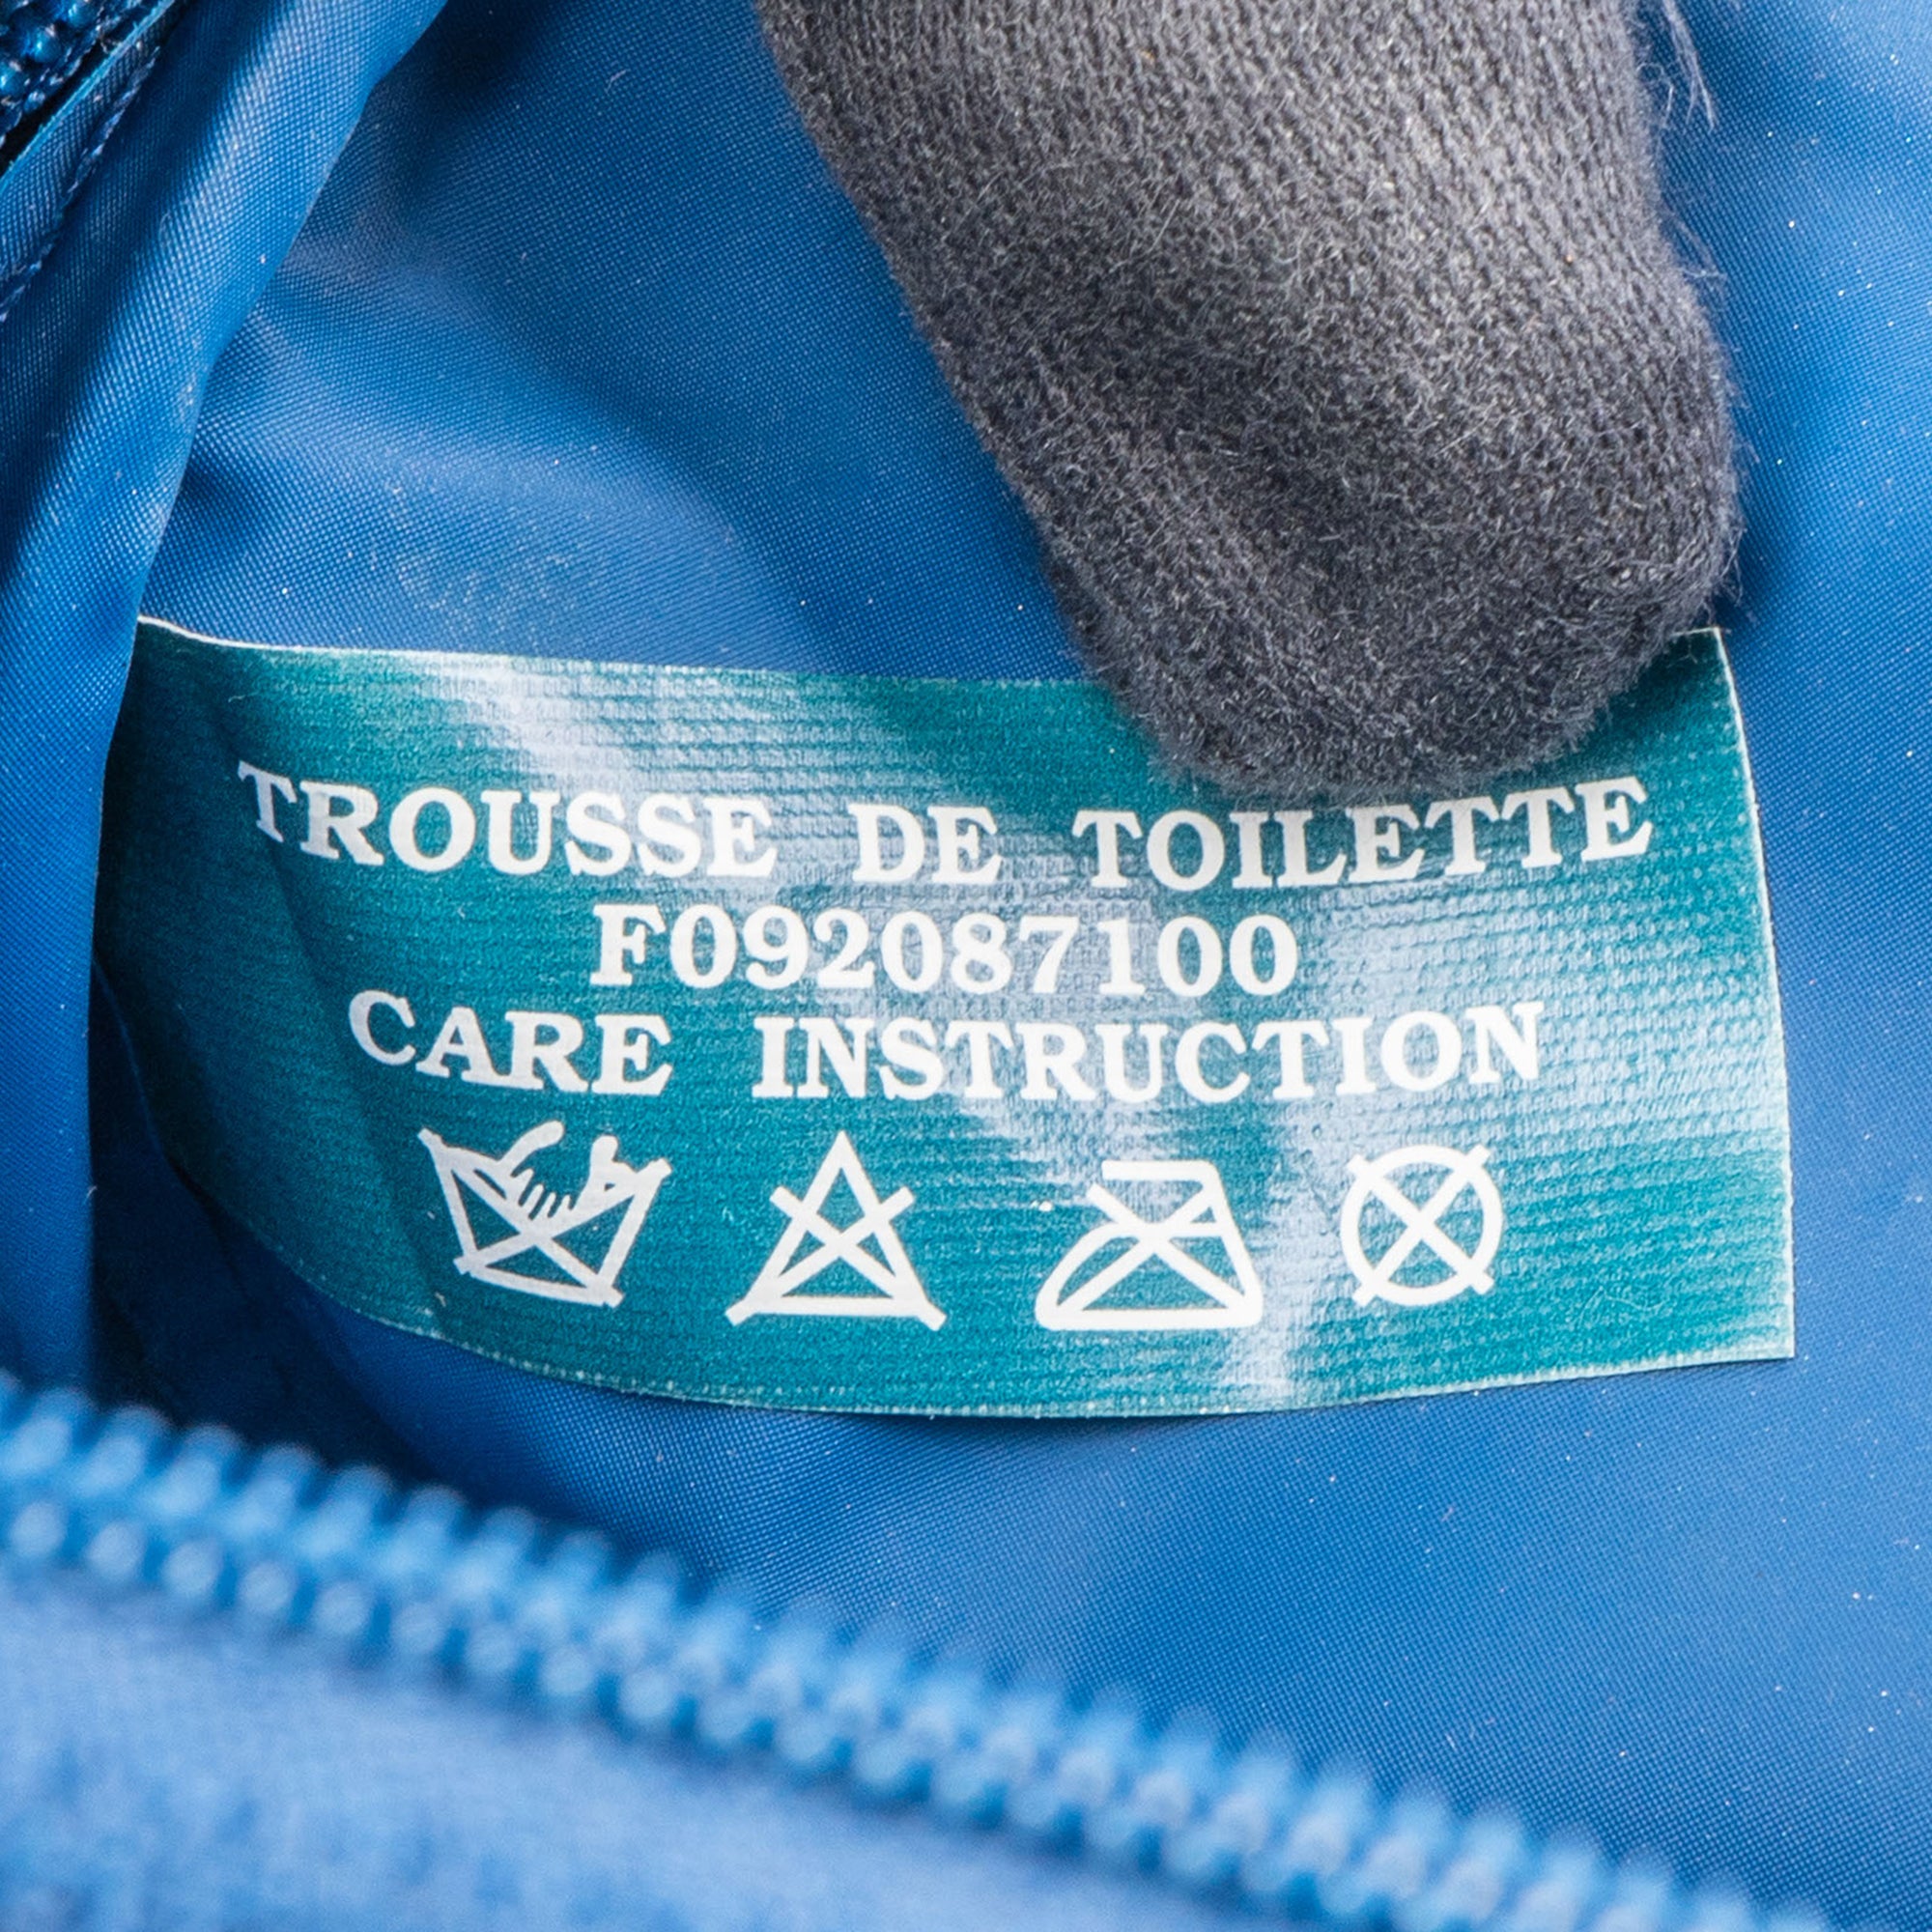 TROUSSE DE TOILETTE
F092087100
CARE INSTRUCTION